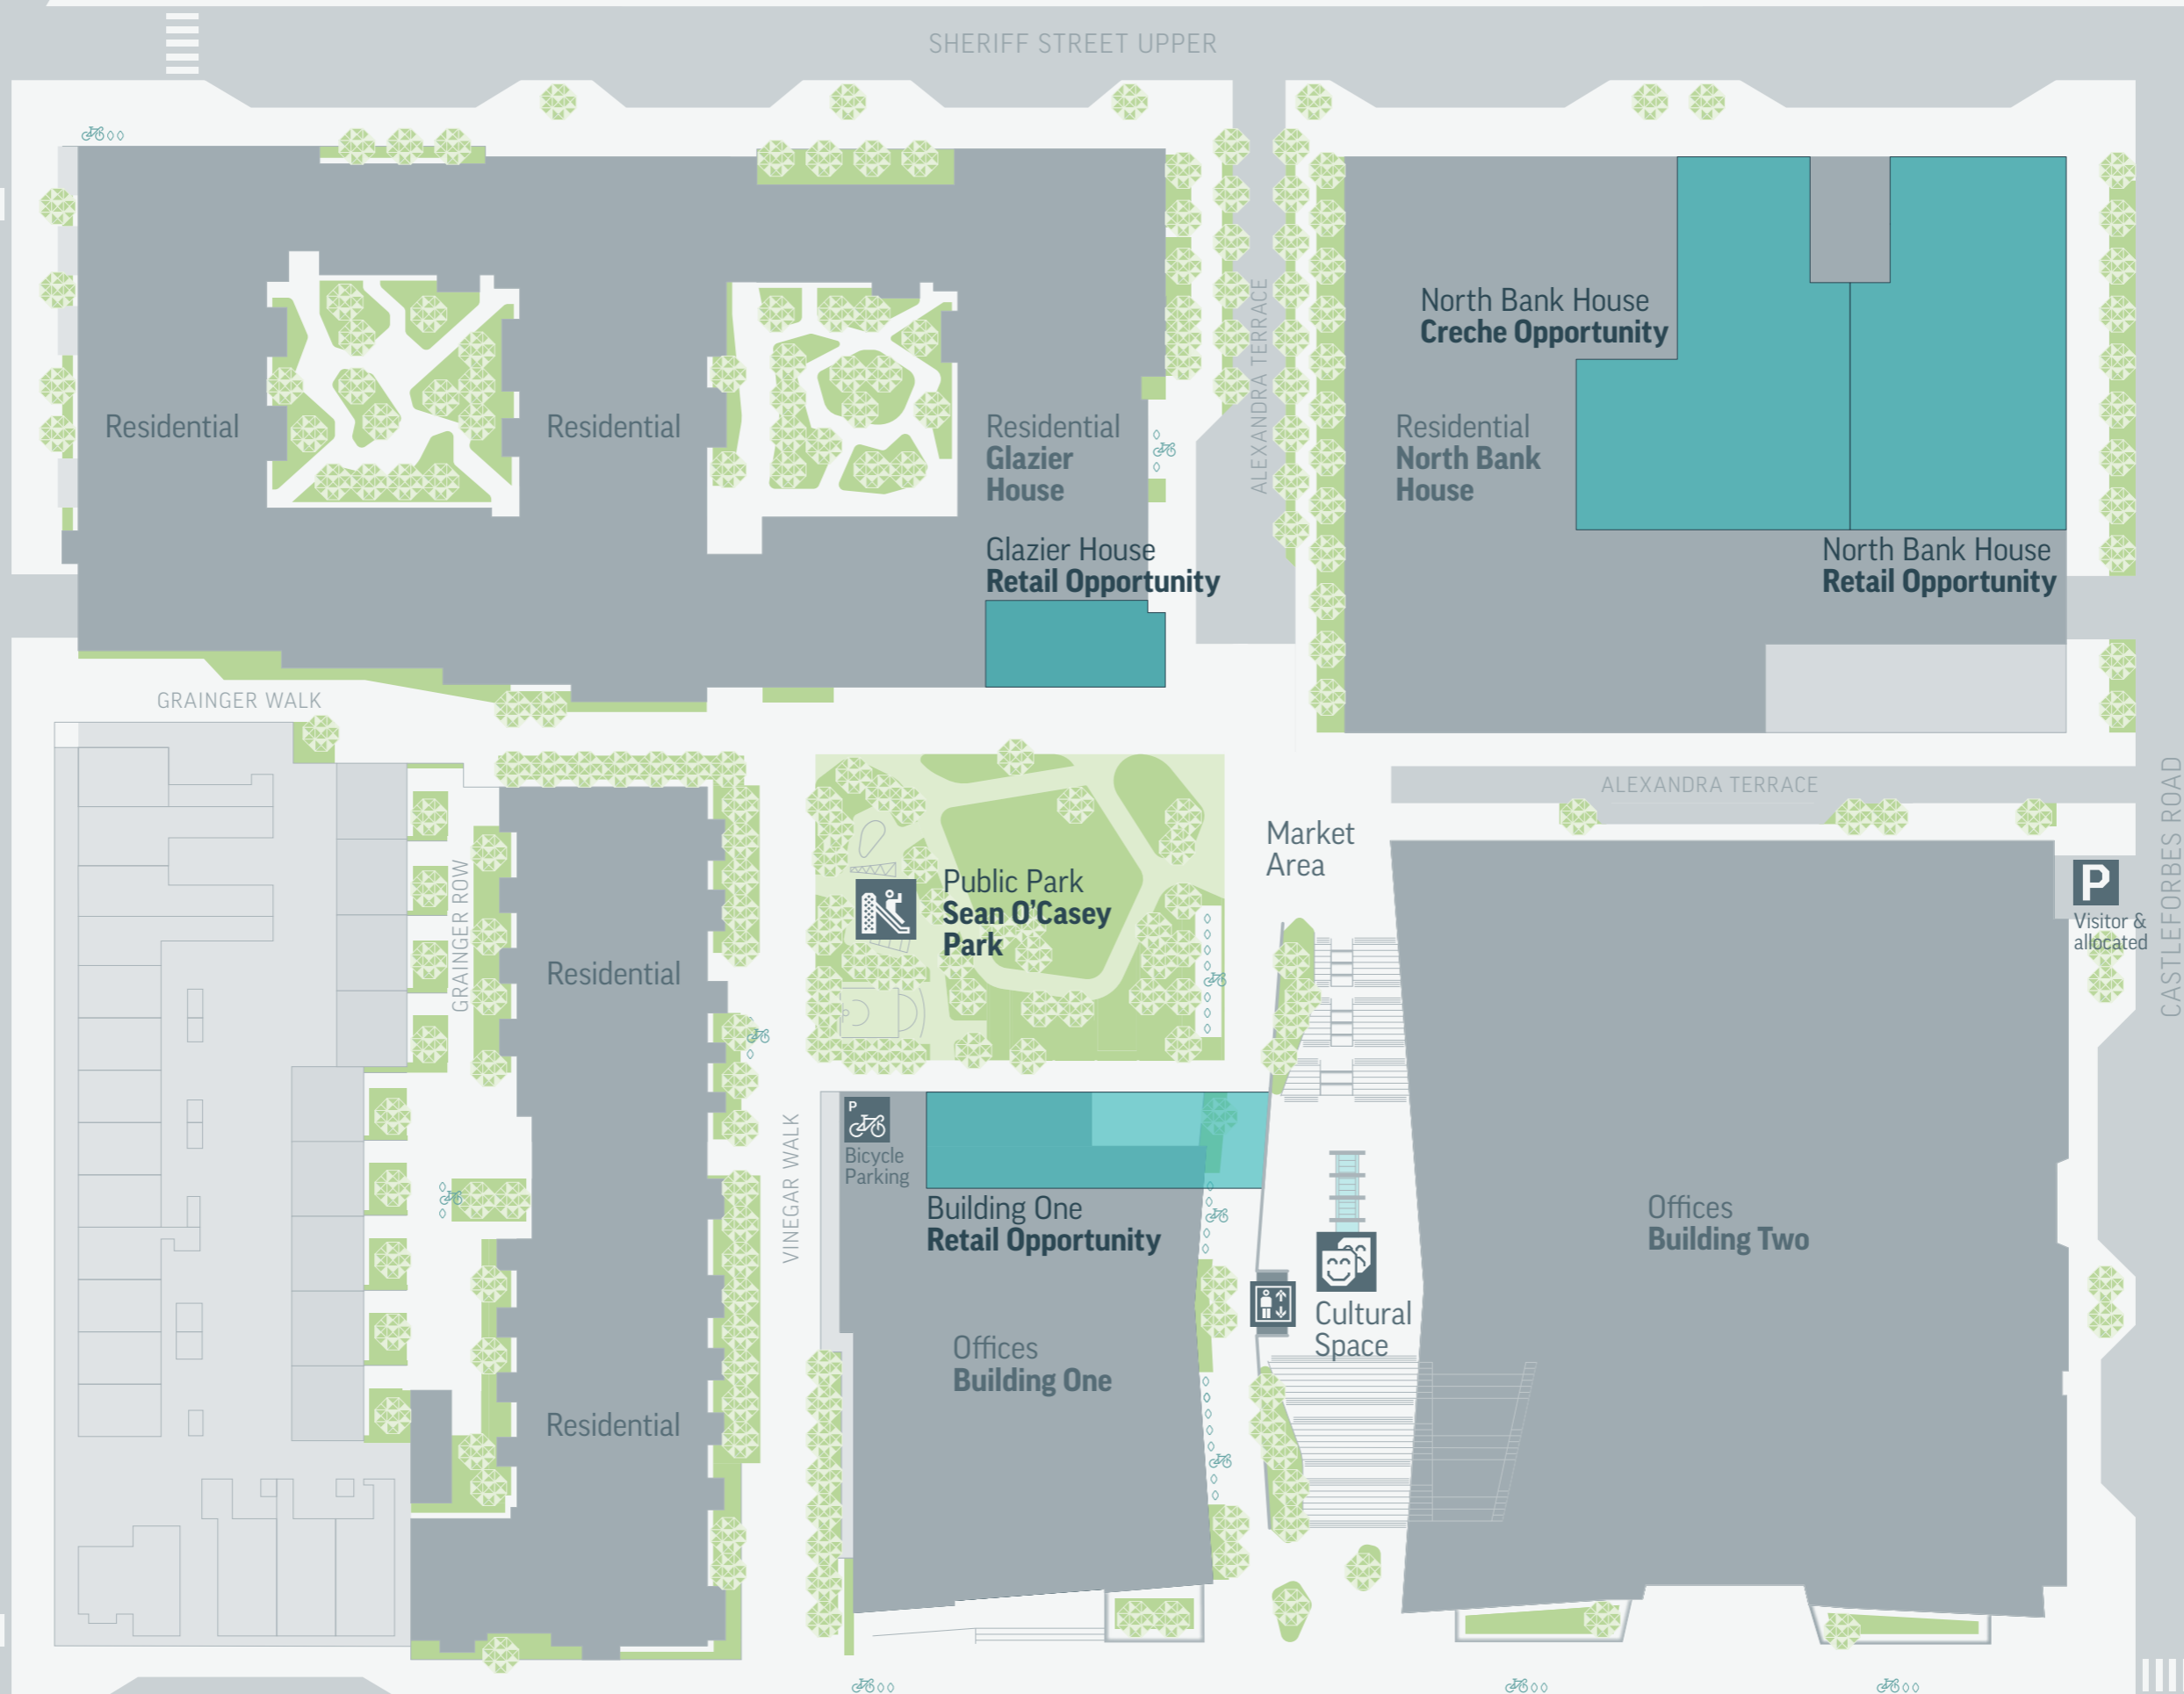 SHERIFF STREET UPPER
ALEXANDRA TERRACE
North Bank House
Creche Opportunity
Residential
Residential
Residential
Glazier
House
Residential
North Bank
House
Glazier House
Retail Opportunity
North Bank House
Retail Opportunity
GRAINGER WALK
ALEXANDRA TERRACE
CASTLEFORBES ROAD
Market
Area
GRAINGER ROW
Public Park
Sean O'Casey
Park
P
Visitor &
allocated
Residential
VINEGAR WALK
P
Bicycle
Parking
Building One
Retail Opportunity
Offices
Building Two
Cultural
Space
Offices
Building One
Residential